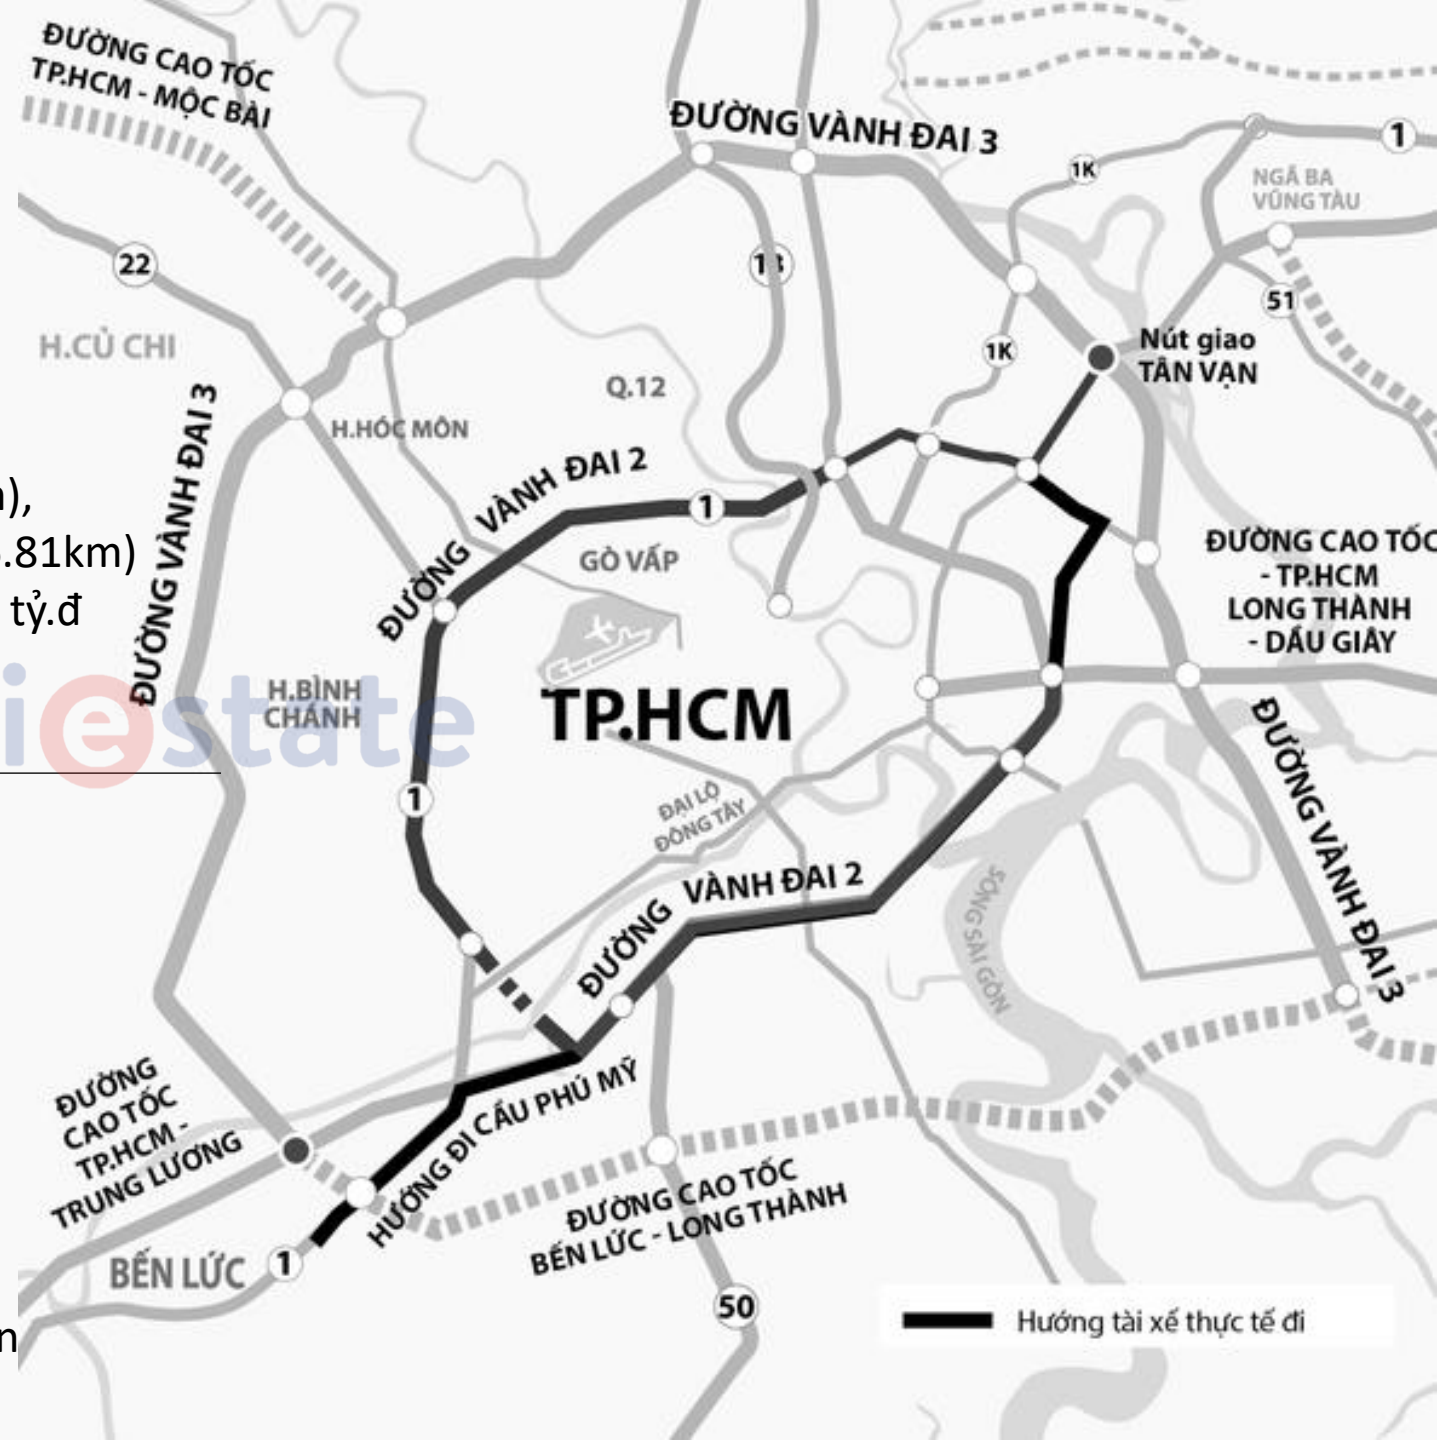 ĐƯỜNG CAO TỐC
TP.HCM - MỘC BÀI
ĐƯỜNG VÀNH ĐAI 3
1
1K
NGÃ BA
VŨNG TÀU
22
13
51
H.CỦ CHI
1K
Nút giao
TÂN VẠN
Q.12
H.HÓC MÔN
ĐƯỜNG VÀNH ĐAI 3
ĐƯỜNG VÀNH ĐAI 2
1
),
.81km)
tỷ.đ
GÒ VẤP
ĐƯỜNG CAO TỐC
- TP.HCM
LONG THÀNH
- DẦU GIÂY
iestate
H.BÌNH
CHÁNH
TP.HCM
1
ĐẠI LỘ
ĐÔNG TÂY
ĐƯỜNG VÀNH ĐAI 3
ĐƯỜNG VÀNH ĐAI 2
SÔNG SÀI GÒN
ĐƯỜNG
CAO TỐC
TP.HCM -
TRUNG LƯƠNG
HƯỚNG ĐI CẦU PHÚ MỸ
ĐƯỜNG CAO TỐC
BẾN LỨC - LONG THÀNH
BẾN LỨC
1
50
Hướng tài xế thực tế đi
n